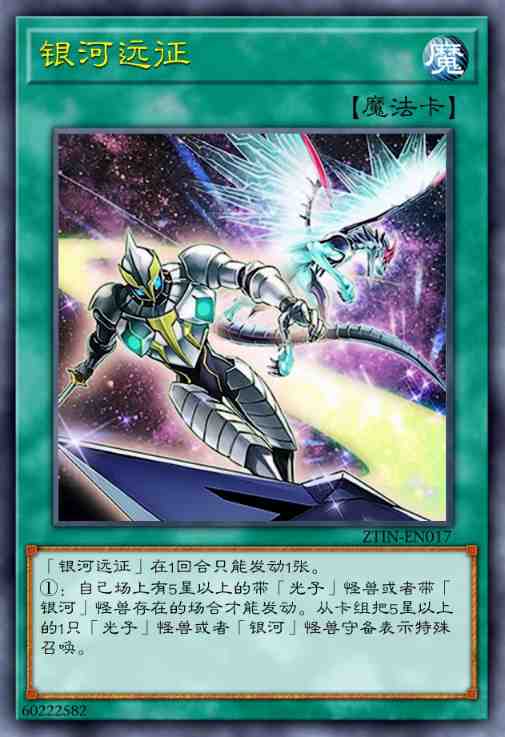 银河远征
魔
【魔法卡】
ZTIN-EN017
「银河远征」在1回合只能发动1张。
①：自己场上有5星以上的带「光子」怪兽或者带「
银河」怪兽存在的场合才能发动。从卡组把5星以上
的1只「光子」怪兽或者「银河」怪兽守备表示特殊
召唤。
60222582